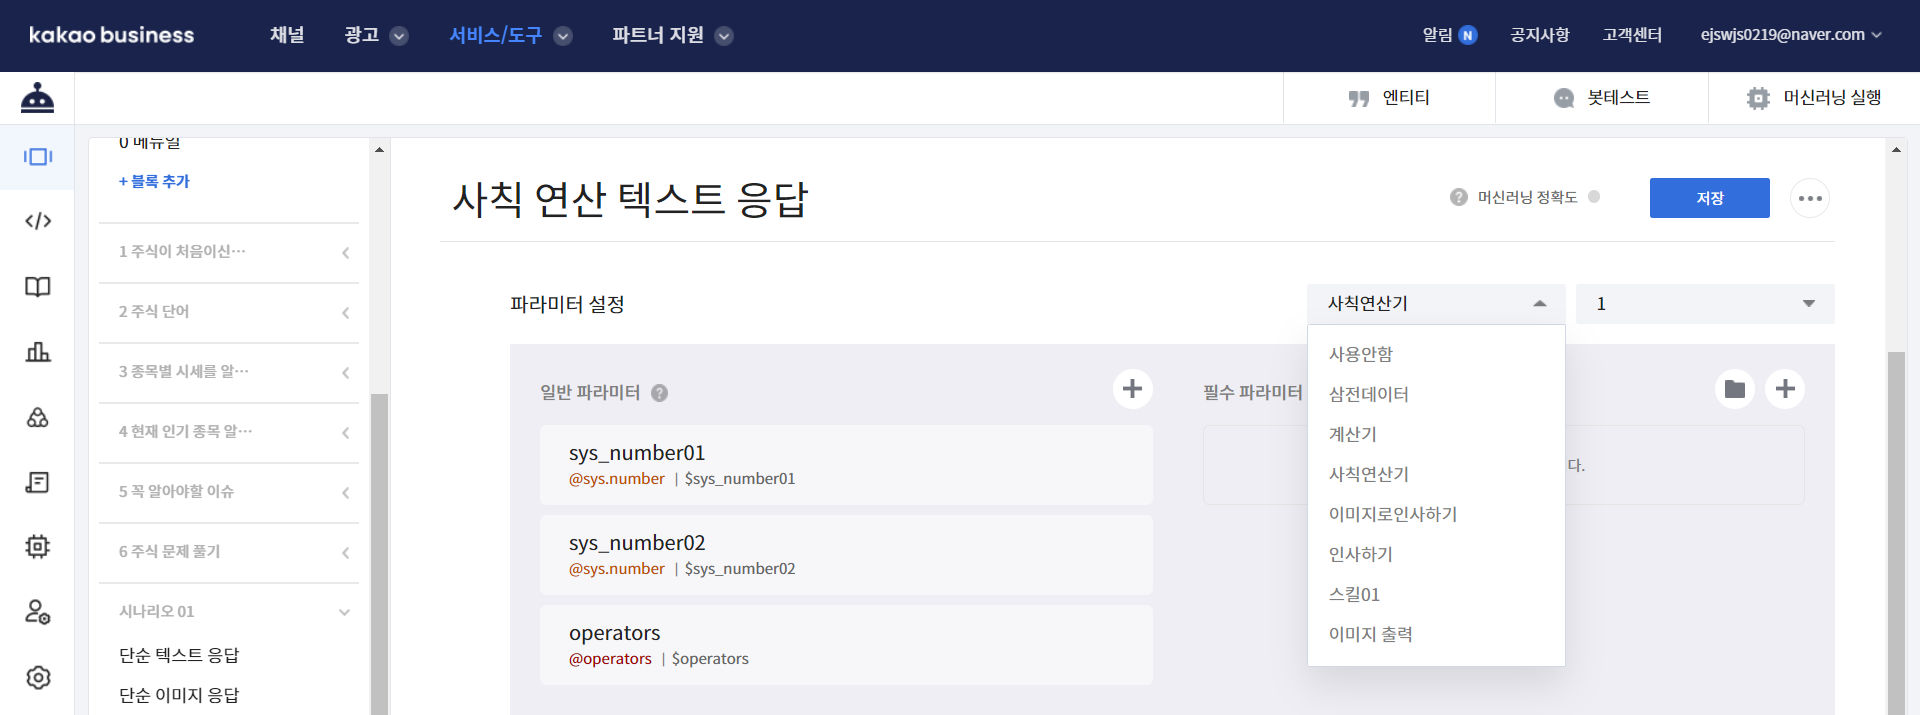 kakao business 채널 광고 서비스/도구 파트너 지원 알림 N 공지사항 고객센터 ejswjs0219@naver.com
엔티티 봇테스트 머신러닝 실행
+ 블록 추가
1 주식이 처음이신…
2 주식 단어
3 종목별 시세를 알…
4 현재 인기 종목 알…
5 꼭 알아야할 이슈
6 주식 문제 풀기
시나리오 01
단순 텍스트 응답
단순 이미지 응답
사칙 연산 텍스트 응답
? 머신러닝 정확도 저장
파라미터 설정 사칙연산기 1
일반 파라미터 ?
sys_number01
@sys.number | $sys_number01
sys_number02
@sys.number | $sys_number02
operators
@operators | $operators
필수 파라미터
다.
사용안함
삼전데이터
계산기
사칙연산기
이미지로인사하기
인사하기
스킬01
이미지 출력